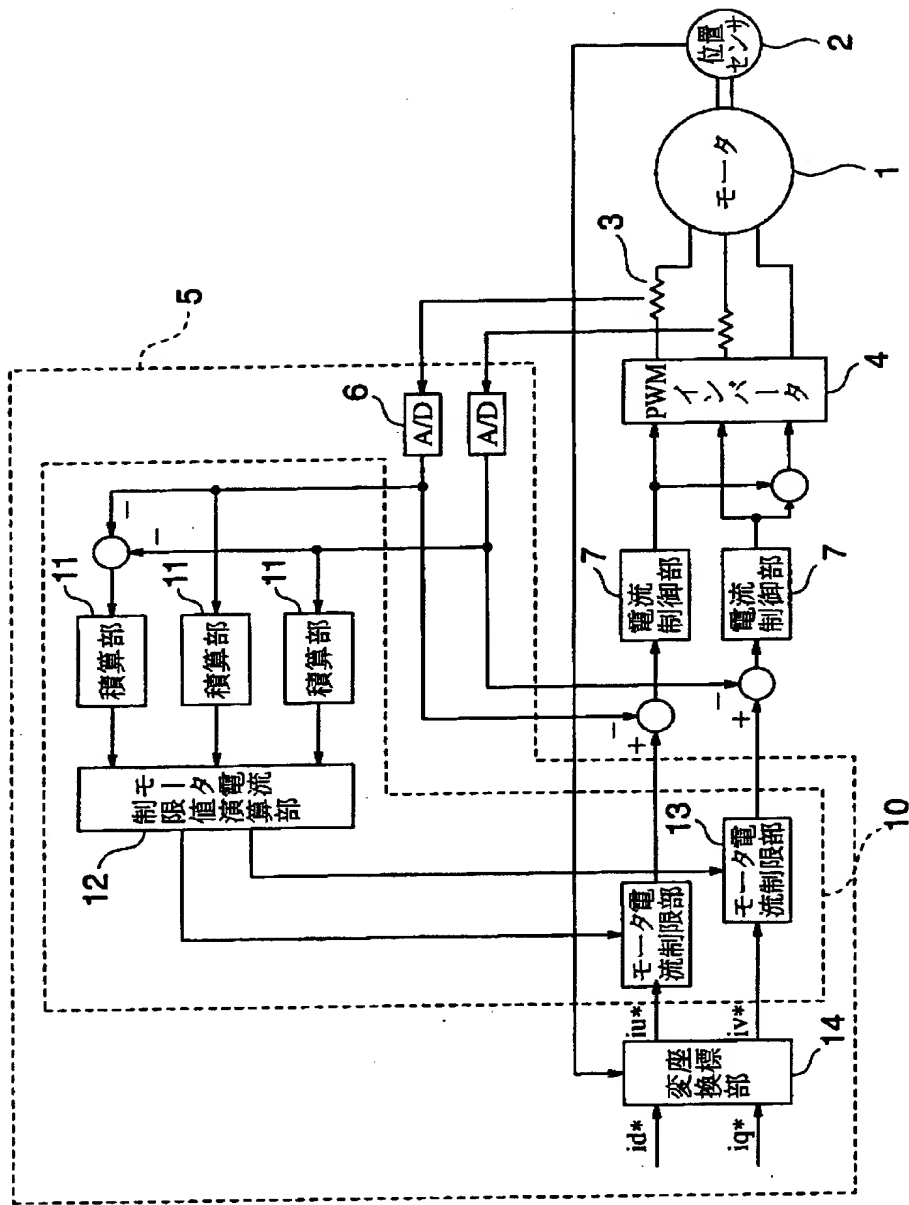 5
10
id*
iq*
座標
変換部
14
iu*
iv*
モータ電
流制限部
モータ電
流制限部
13
モータ電流
制限値演算部
12
積算部
11
積算部
11
積算部
11
−
−
A/D
6
A/D
−
+
−
+
電流
制御部
7
電流
制御部
7
PWM
インバータ
4
3
モータ
1
位置
センサ
2